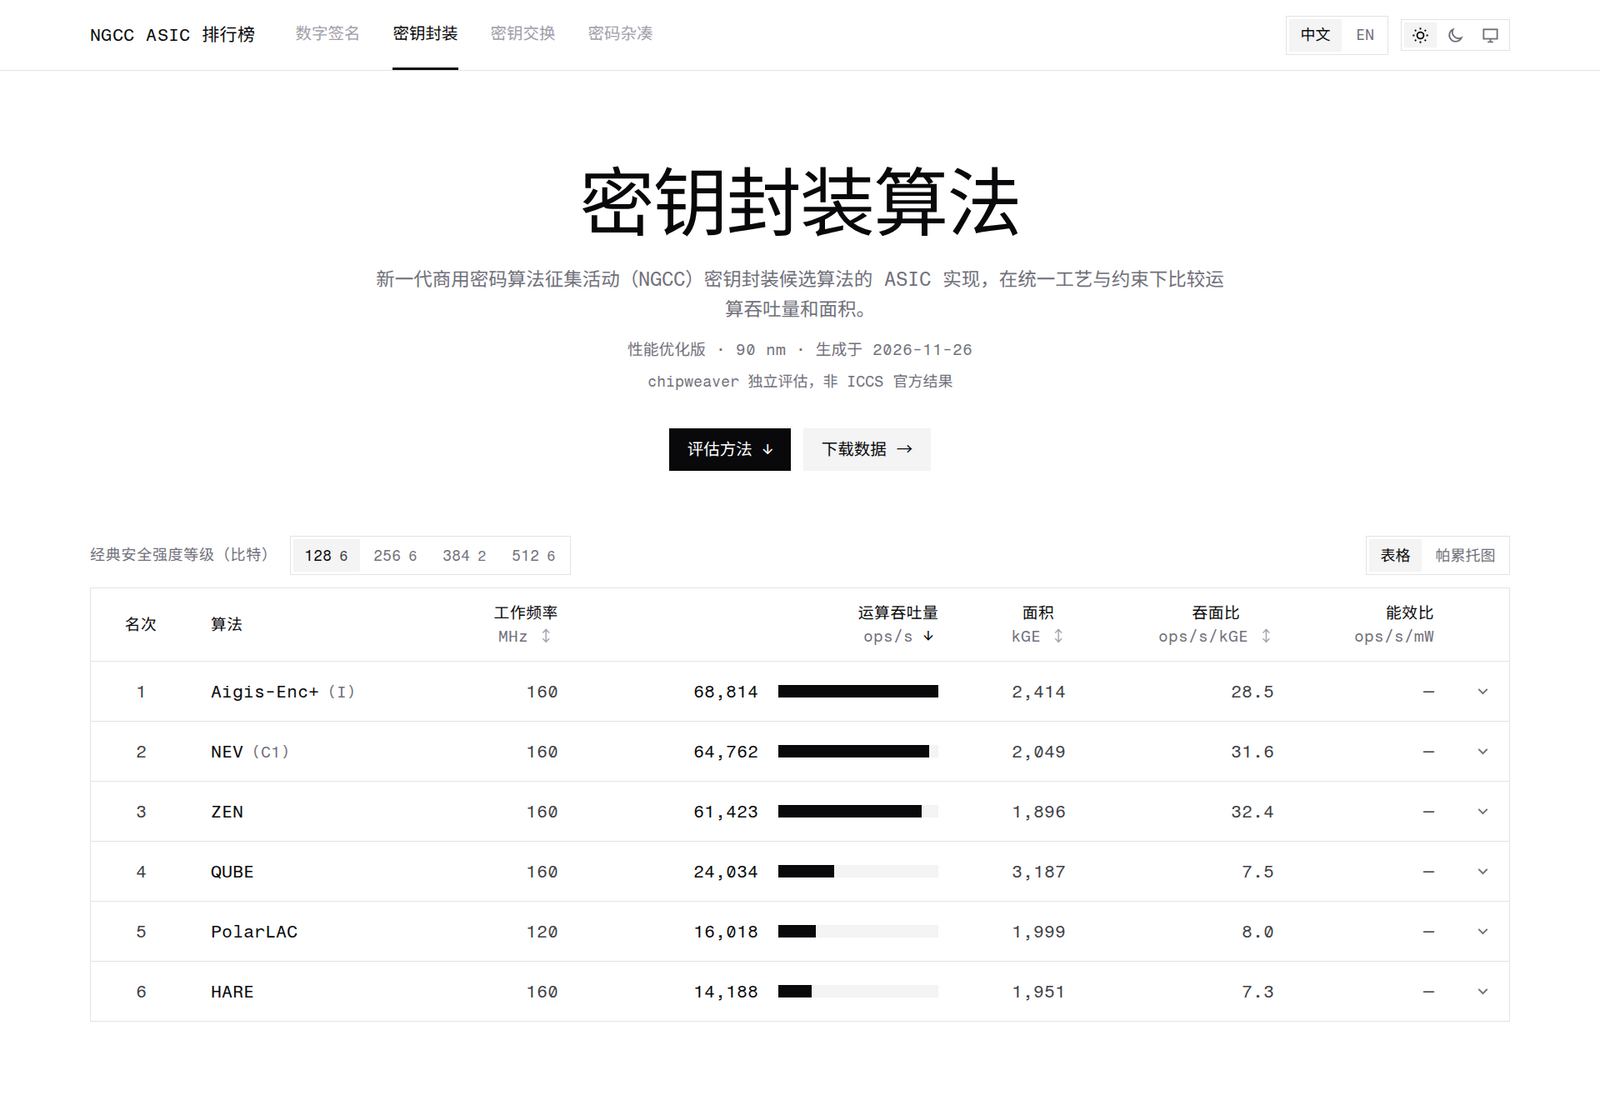 NGCC ASIC 排行榜 数字签名 密钥封装 密钥交换 密码杂凑 中文 EN
密钥封装算法
新一代商用密码算法征集活动（NGCC）密钥封装候选算法的 ASIC 实现，在统一工艺与约束下比较运
算吞吐量和面积。
性能优化版 · 90 nm · 生成于 2026-11-26
chipweaver 独立评估，非 ICCS 官方结果
评估方法 ↓ 下载数据 →
经典安全强度等级（比特） 128 6 256 6 384 2 512 6 表格 帕累托图
名次 算法 工作频率 运算吞吐量 面积 吞面比 能效比
MHz ↕ ops/s ↓ kGE ↕ ops/s/kGE ↕ ops/s/mW
1 Aigis-Enc+ (I) 160 68,814 2,414 28.5 —
2 NEV (C1) 160 64,762 2,049 31.6 —
3 ZEN 160 61,423 1,896 32.4 —
4 QUBE 160 24,034 3,187 7.5 —
5 PolarLAC 120 16,018 1,999 8.0 —
6 HARE 160 14,188 1,951 7.3 —